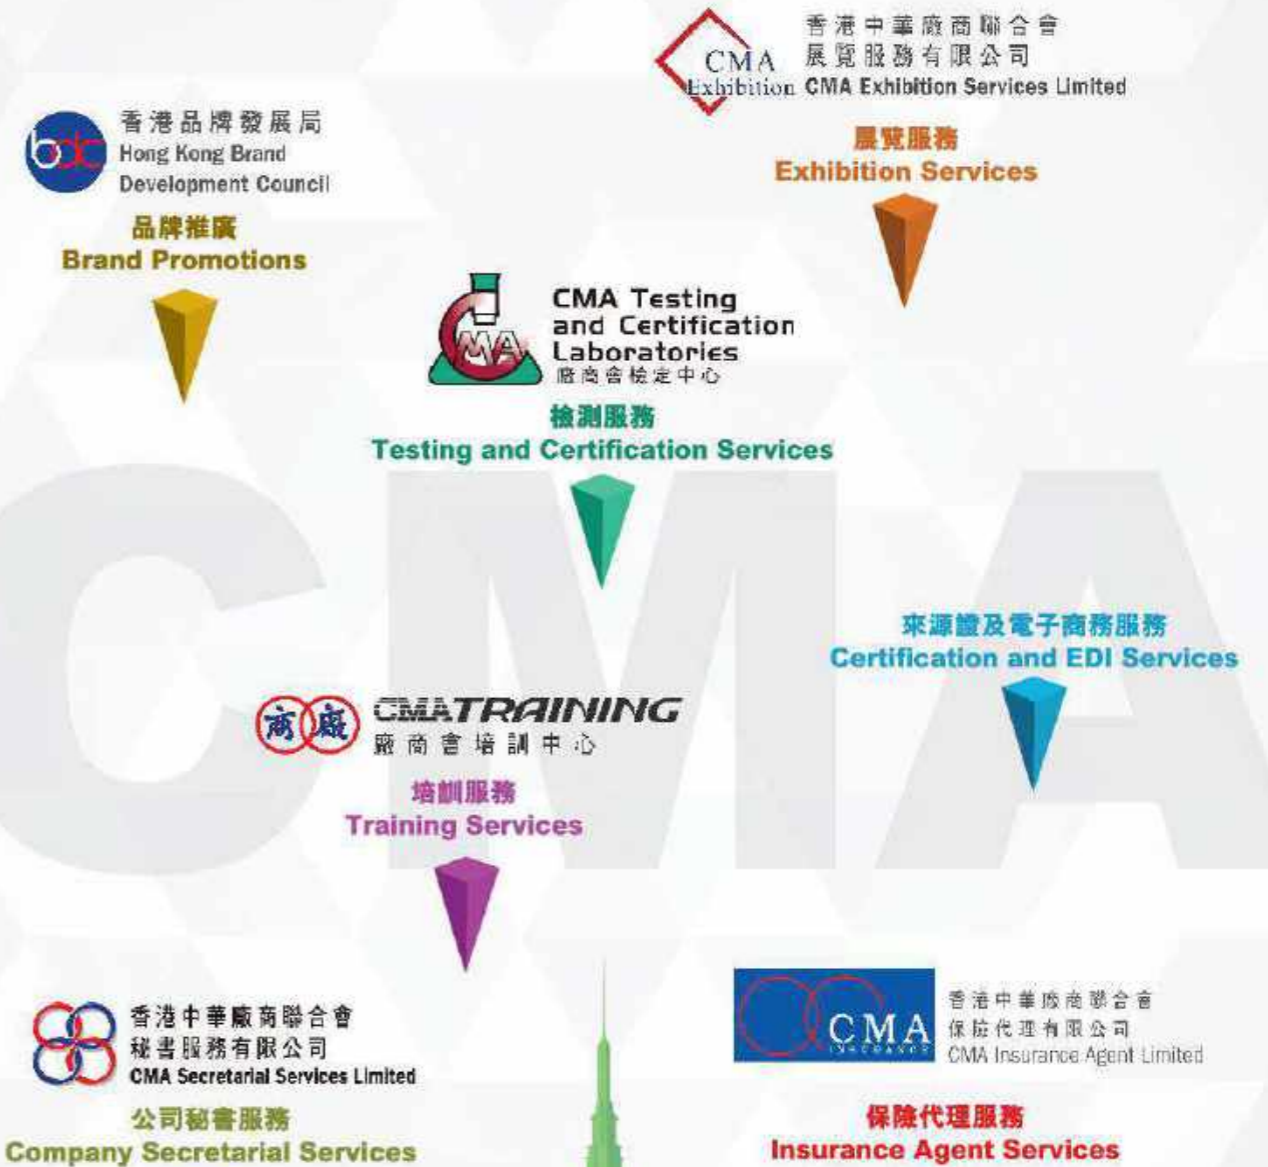 CMA
Exhibition
香港中華廠商聯合會
展覽服務有限公司
CMA Exhibition Services Limited
展覽服務
Exhibition Services
bdc
香港品牌發展局
Hong Kong Brand
Development Council
品牌推廣
Brand Promotions
CMA
CMA Testing
and Certification
Laboratories
廠商會檢定中心
檢測服務
Testing and Certification Services
CMA
來源證及電子商務服務
Certification and EDI Services
商廠
CMATRAINING
廠商會培訓中心
培訓服務
Training Services
香港中華廠商聯合會
秘書服務有限公司
CMA Secretarial Services Limited
公司秘書服務
Company Secretarial Services
CMA
INSURANCE
香港中華廠商聯合會
保險代理有限公司
CMA Insurance Agent Limited
保險代理服務
Insurance Agent Services